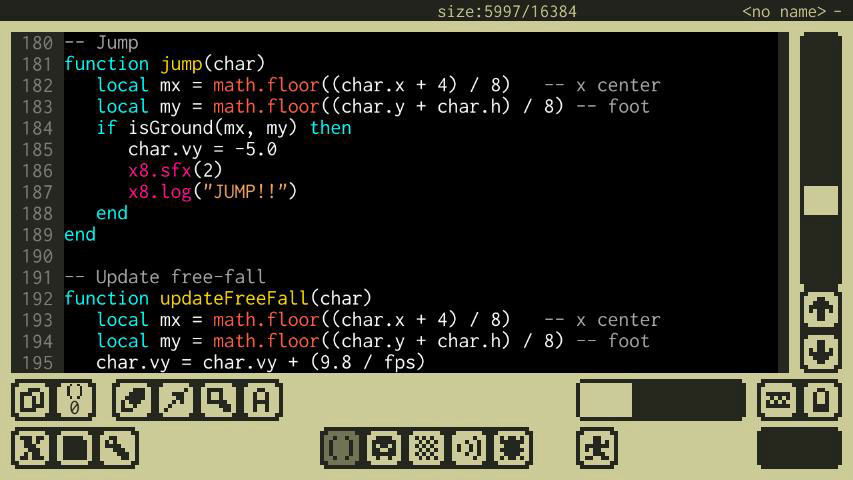 size:5997/16384 <no name> -
180 -- Jump
181 function jump(char)
182 local mx = math.floor((char.x + 4) / 8) -- x center
183 local my = math.floor((char.y + char.h) / 8) -- foot
184 if isGround(mx, my) then
185 char.vy = -5.0
186 x8.sfx(2)
187 x8.log("JUMP!!")
188 end
189 end
190
191 -- Update free-fall
192 function updateFreeFall(char)
193 local mx = math.floor((char.x + 4) / 8) -- x center
194 local my = math.floor((char.y + char.h) / 8) -- foot
195 char.vy = char.vy + (9.8 / fps)
() 0 A
X ()